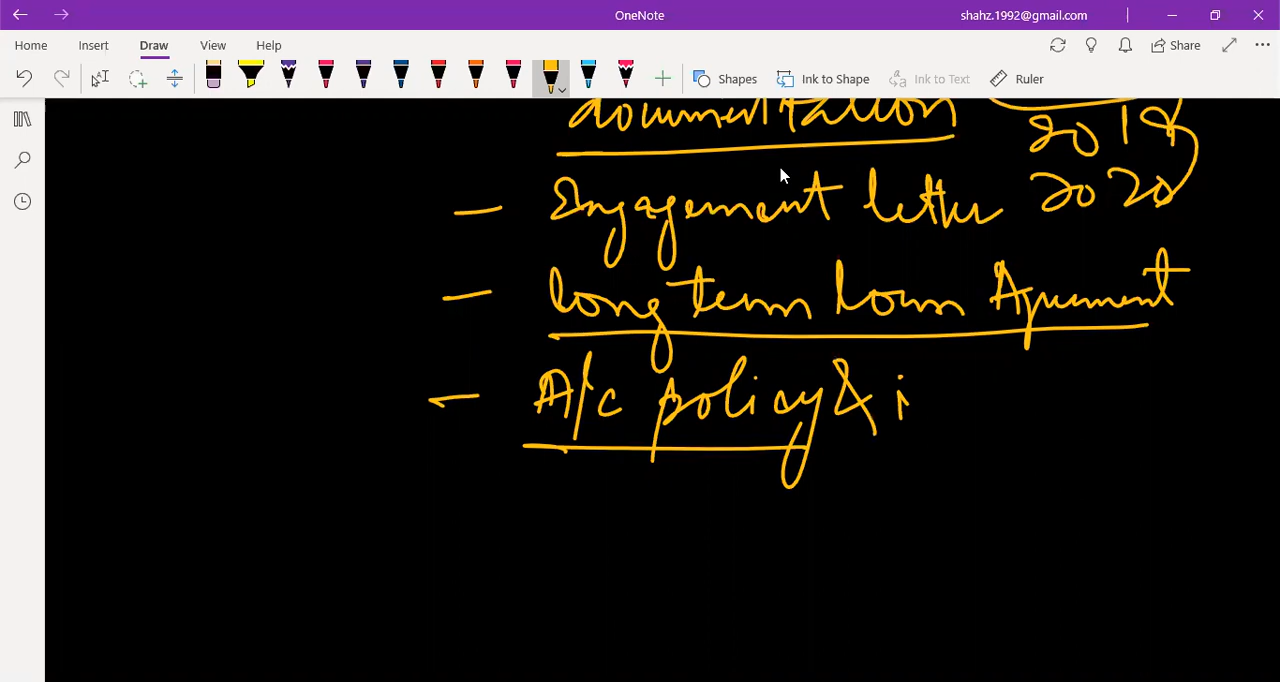 OneNote
shahz.1992@gmail.com
Home Insert Draw View Help
Share
Shapes Ink to Shape Ink to Text Ruler
documentation
2019
- Engagement letter 2020
- long term loan Agreement
- A/c policy & i